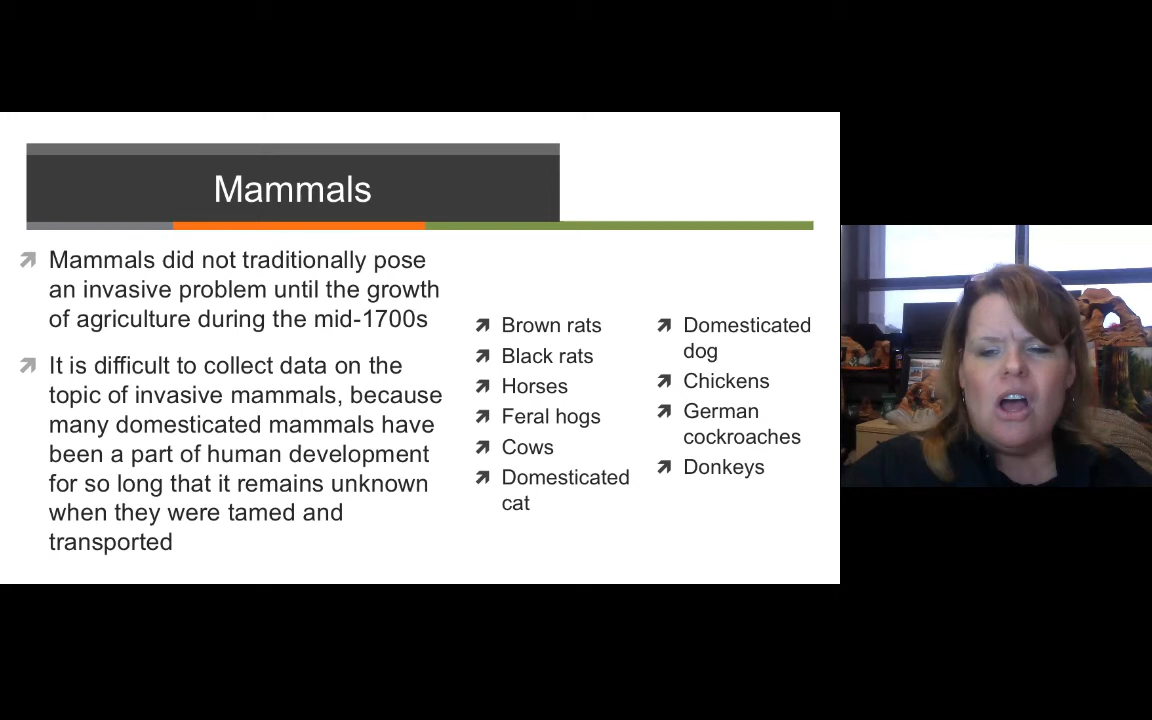 Mammals
Mammals did not traditionally pose
an invasive problem until the growth
of agriculture during the mid-1700s
It is difficult to collect data on the
topic of invasive mammals, because
many domesticated mammals have
been a part of human development
for so long that it remains unknown
when they were tamed and
transported
Brown rats
Black rats
Horses
Feral hogs
Cows
Domesticated
cat
Domesticated
dog
Chickens
German
cockroaches
Donkeys